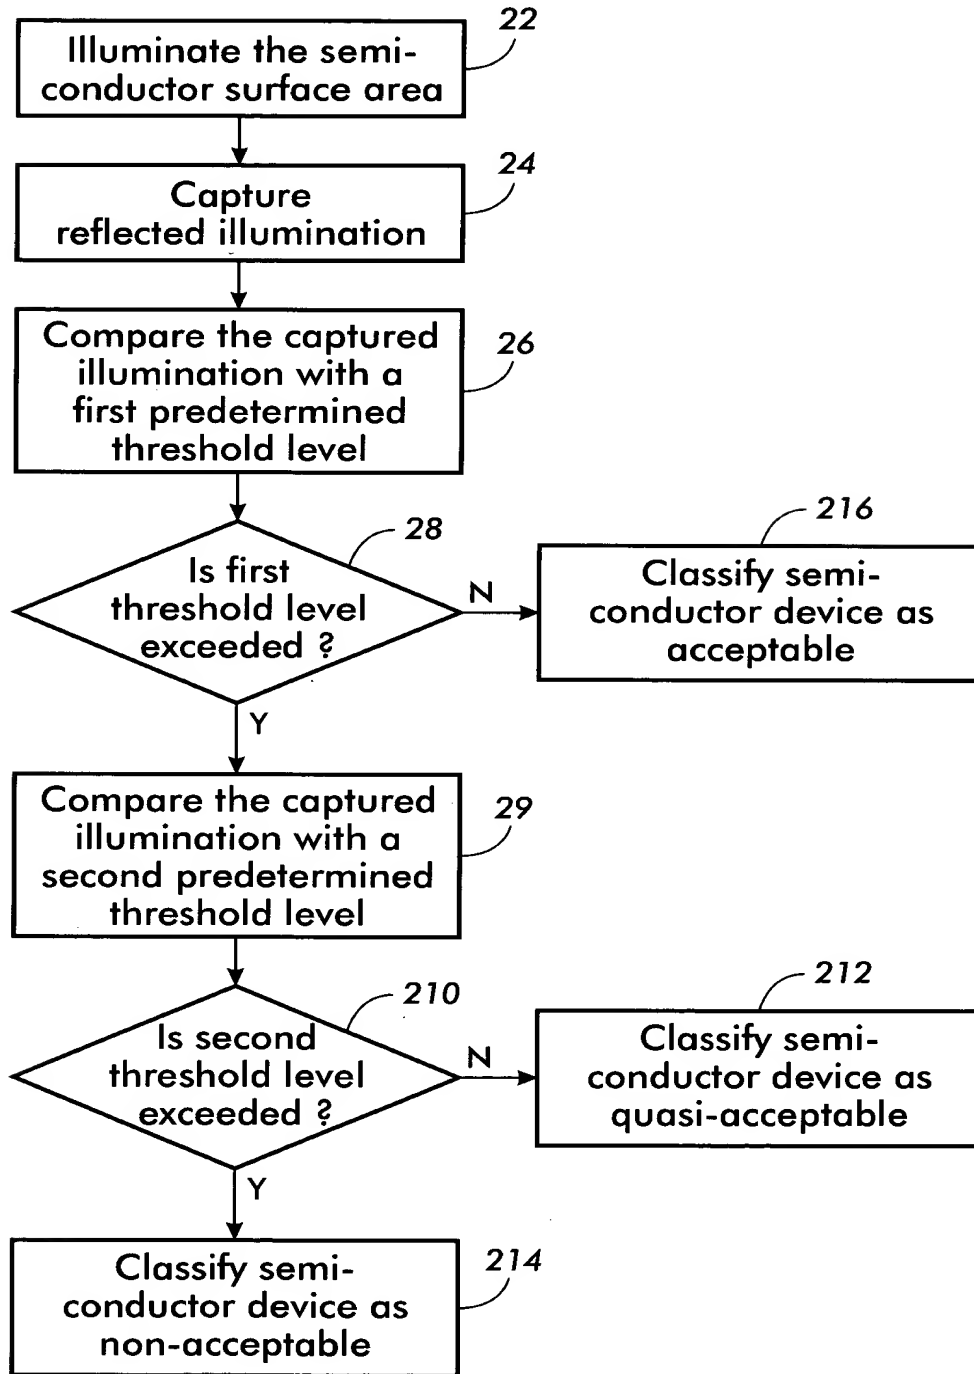 22
Illuminate the semi-
conductor surface area
24
Capture
reflected illumination
26
Compare the captured
illumination with a
first predetermined
threshold level
28
Is first
threshold level
exceeded ?
N
216
Classify semi-
conductor device as
acceptable
Y
29
Compare the captured
illumination with a
second predetermined
threshold level
210
Is second
threshold level
exceeded ?
N
212
Classify semi-
conductor device as
quasi-acceptable
Y
214
Classify semi-
conductor device as
non-acceptable